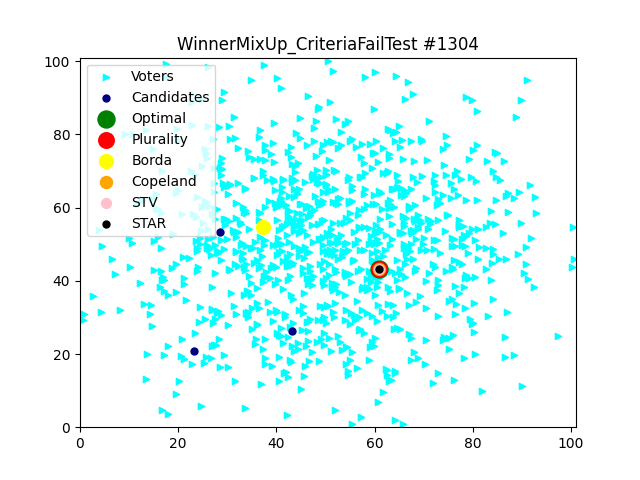 WinnerMixUp_CriteriaFailTest #1304
100
80
60
40
20
0
0 20 40 60 80 100
Voters
Candidates
Optimal
Plurality
Borda
Copeland
STV
STAR